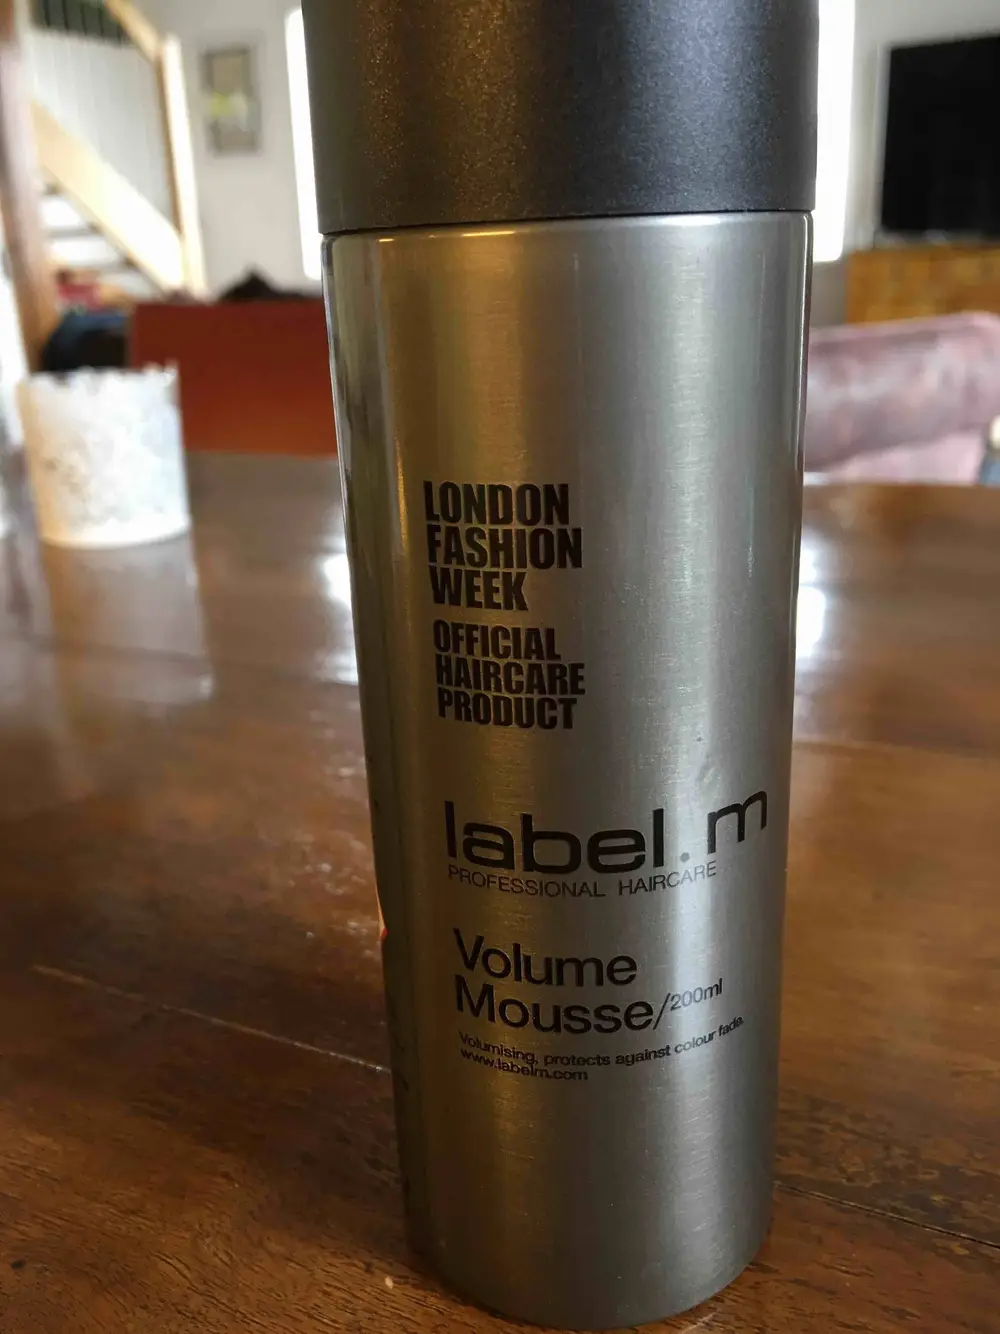 LONDON
FASHION
WEEK
OFFICIAL
HAIRCARE
PRODUCT
label.m
PROFESSIONAL HAIRCARE
Volume
Mousse/200ml
Volumising, protects against colour fade.
www.labelm.com